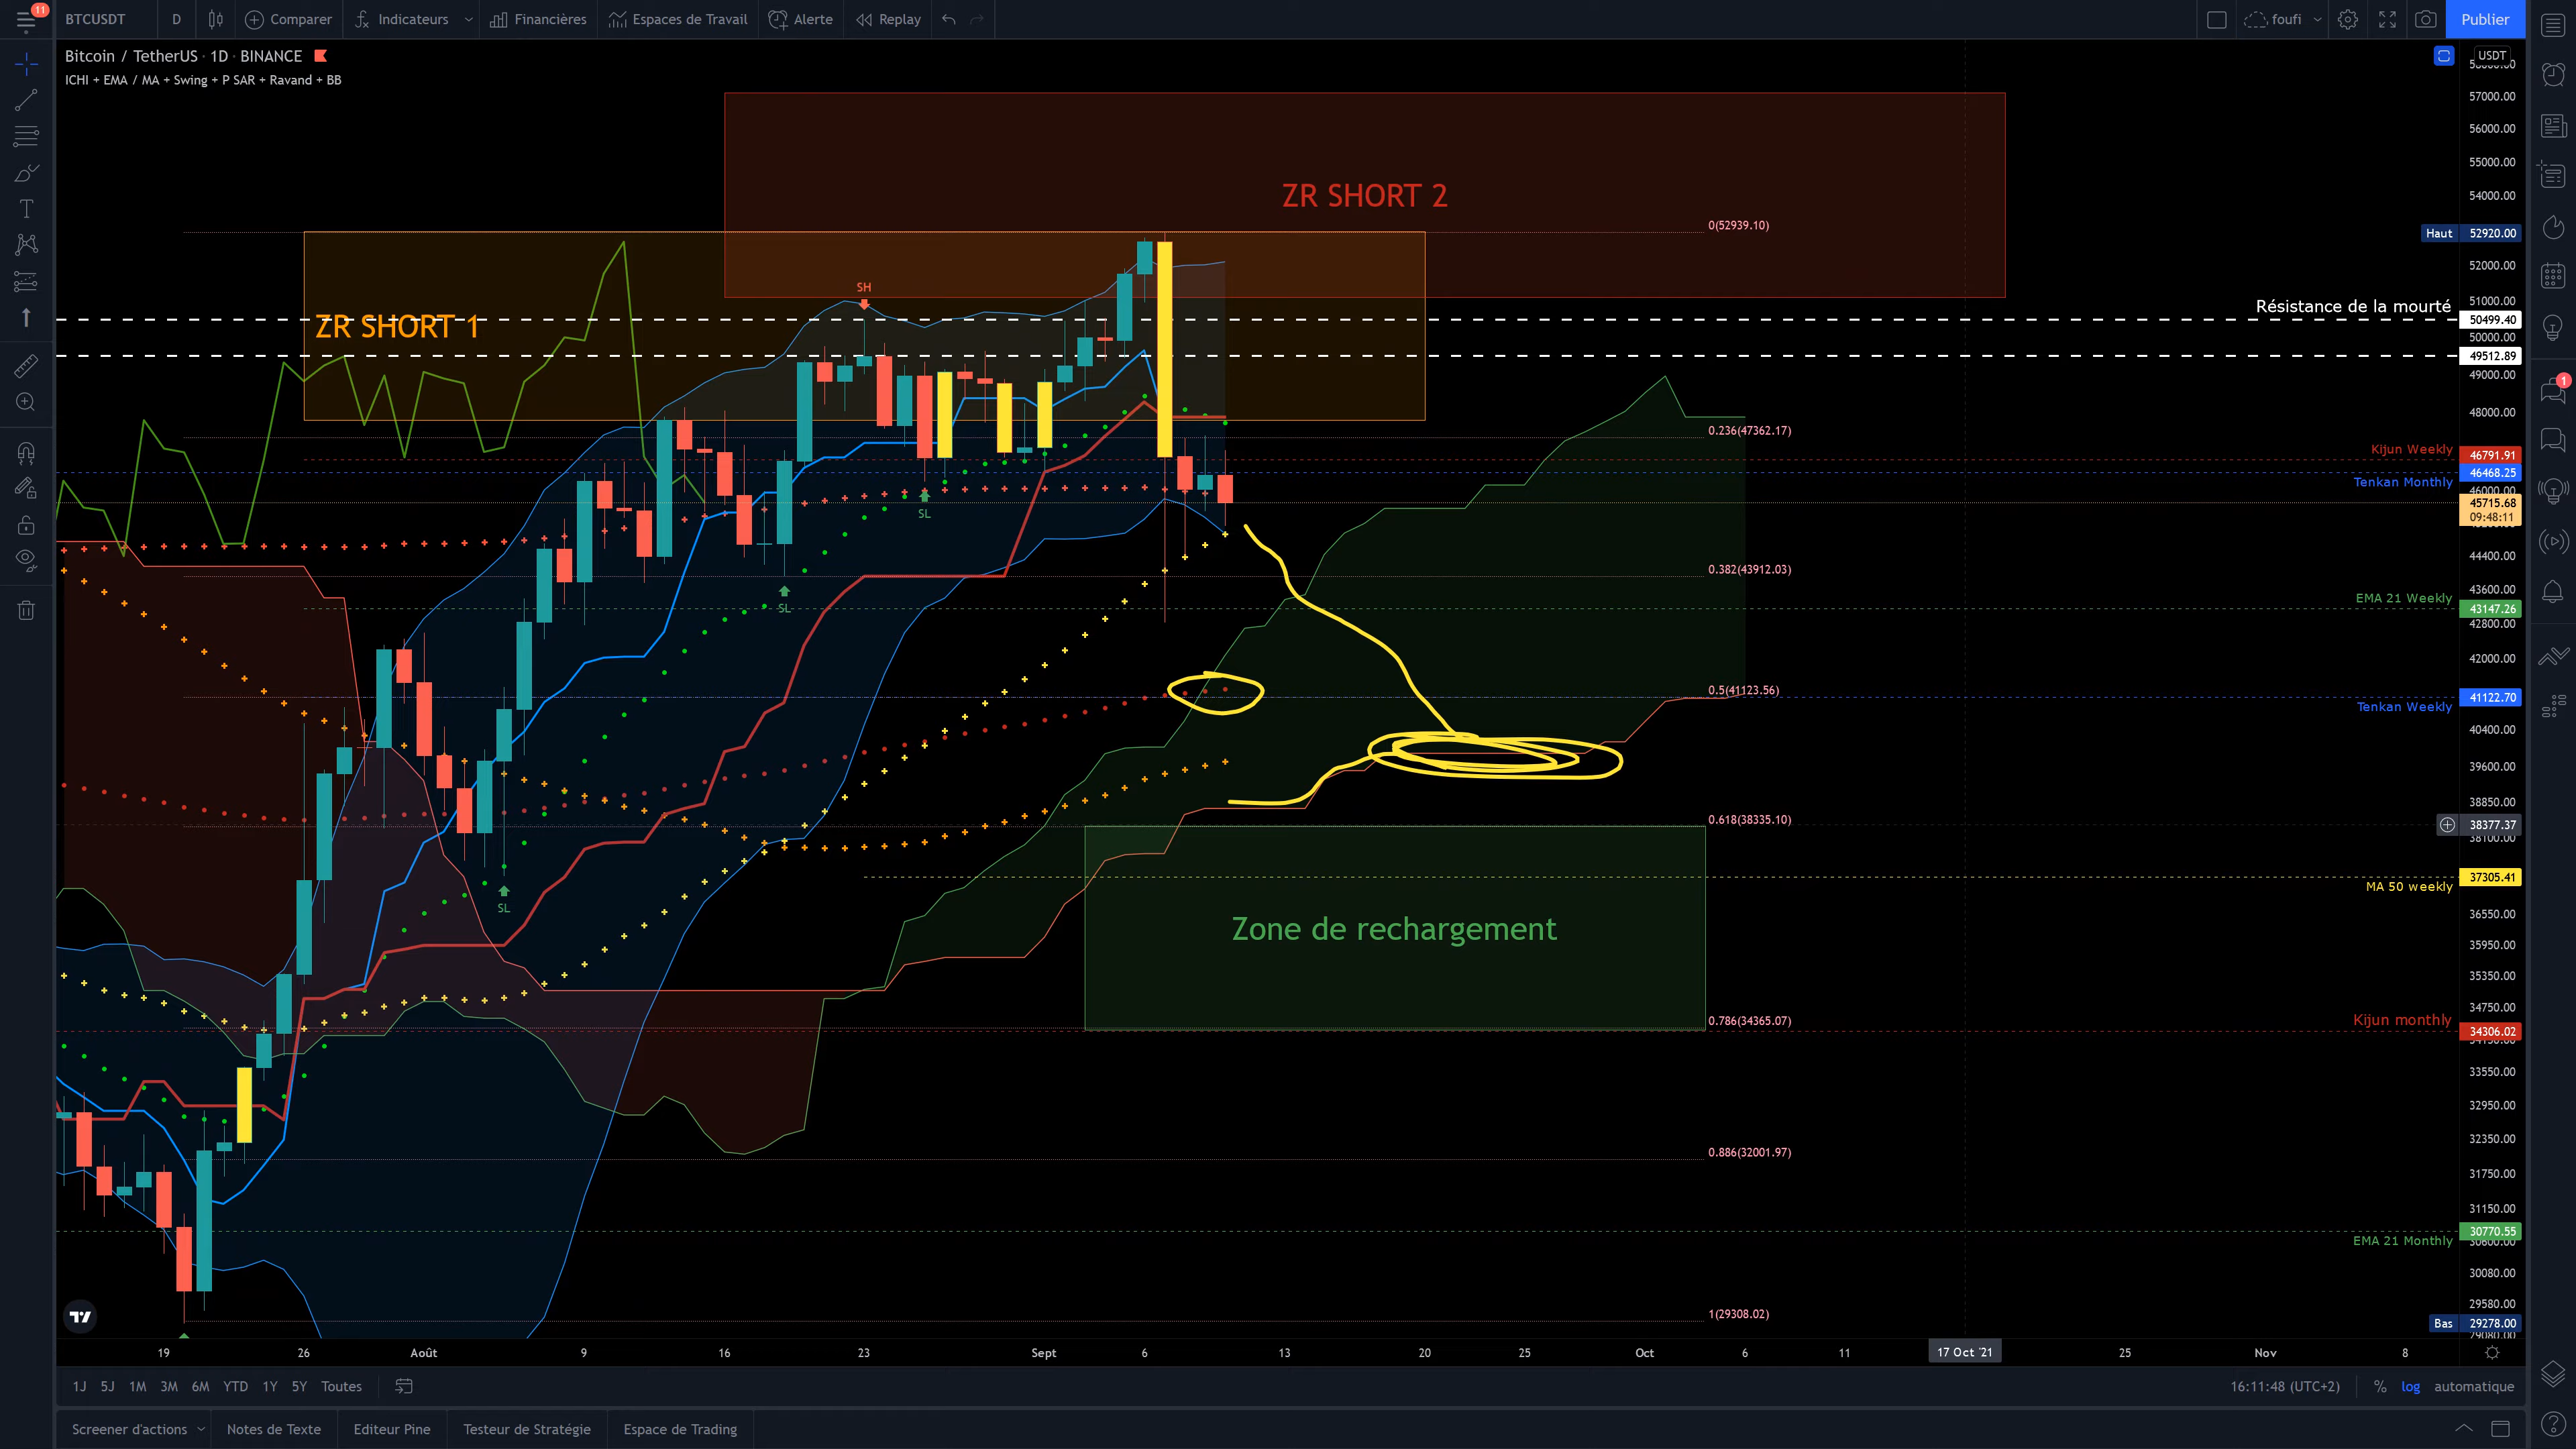 11
BTCUSDT D Comparer Indicateurs Financières Espaces de Travail Alerte Replay foufi Publier
Bitcoin / TetherUS · 1D · BINANCE
ICHI + EMA / MA + Swing + P SAR + Ravand + BB
USDT
57000.00
56000.00
55000.00
ZR SHORT 2
54000.00
0(52939.10)
Haut 52920.00
52000.00
SH
51000.00
Résistance de la mourté
ZR SHORT 1
50499.40
50000.00
49512.89
49000.00
1
48000.00
0.236(47362.17)
Kijun Weekly
46791.91
46468.25
Tenkan Monthly
46000.00
45715.68
SL
09:48:11
44400.00
0.382(43912.03)
43600.00
EMA 21 Weekly
SL
43147.26
42800.00
42000.00
0.5(41123.56)
41122.70
Tenkan Weekly
40400.00
39600.00
38850.00
0.618(38335.10)
38377.37
38100.00
37305.41
MA 50 weekly
SL
36550.00
Zone de rechargement
35950.00
35350.00
34750.00
0.786(34365.07)
Kijun monthly
34306.02
33550.00
32950.00
32350.00
0.886(32001.97)
31750.00
31150.00
30770.55
EMA 21 Monthly
30600.00
30080.00
29580.00
1(29308.02)
Bas 29278.00
29080.00
19 26 Août 9 16 23 Sept 6 13 20 25 Oct 6 11 17 Oct '21 25 Nov 8
1J 5J 1M 3M 6M YTD 1Y 5Y Toutes 16:11:48 (UTC+2) % log automatique
Screener d'actions Notes de Texte Editeur Pine Testeur de Stratégie Espace de Trading